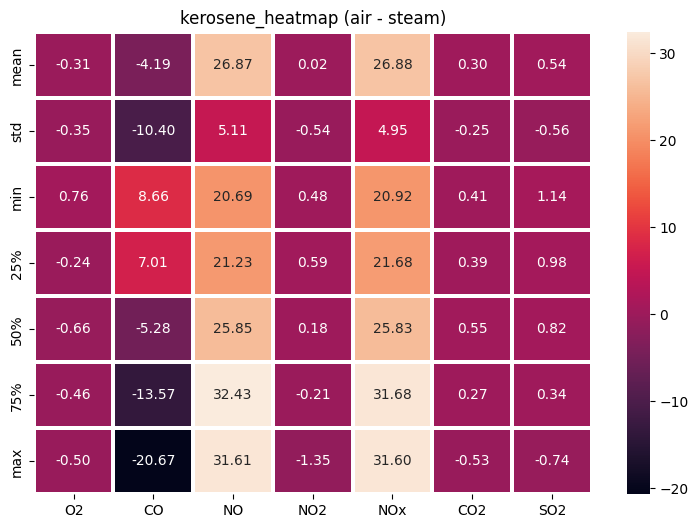 kerosene_heatmap (air - steam)
mean -0.31 -4.19 26.87 0.02 26.88 0.30 0.54
std -0.35 -10.40 5.11 -0.54 4.95 -0.25 -0.56
min 0.76 8.66 20.69 0.48 20.92 0.41 1.14
25% -0.24 7.01 21.23 0.59 21.68 0.39 0.98
50% -0.66 -5.28 25.85 0.18 25.83 0.55 0.82
75% -0.46 -13.57 32.43 -0.21 31.68 0.27 0.34
max -0.50 -20.67 31.61 -1.35 31.60 -0.53 -0.74
O2 CO NO NO2 NOx CO2 SO2
30
20
10
0
−10
−20